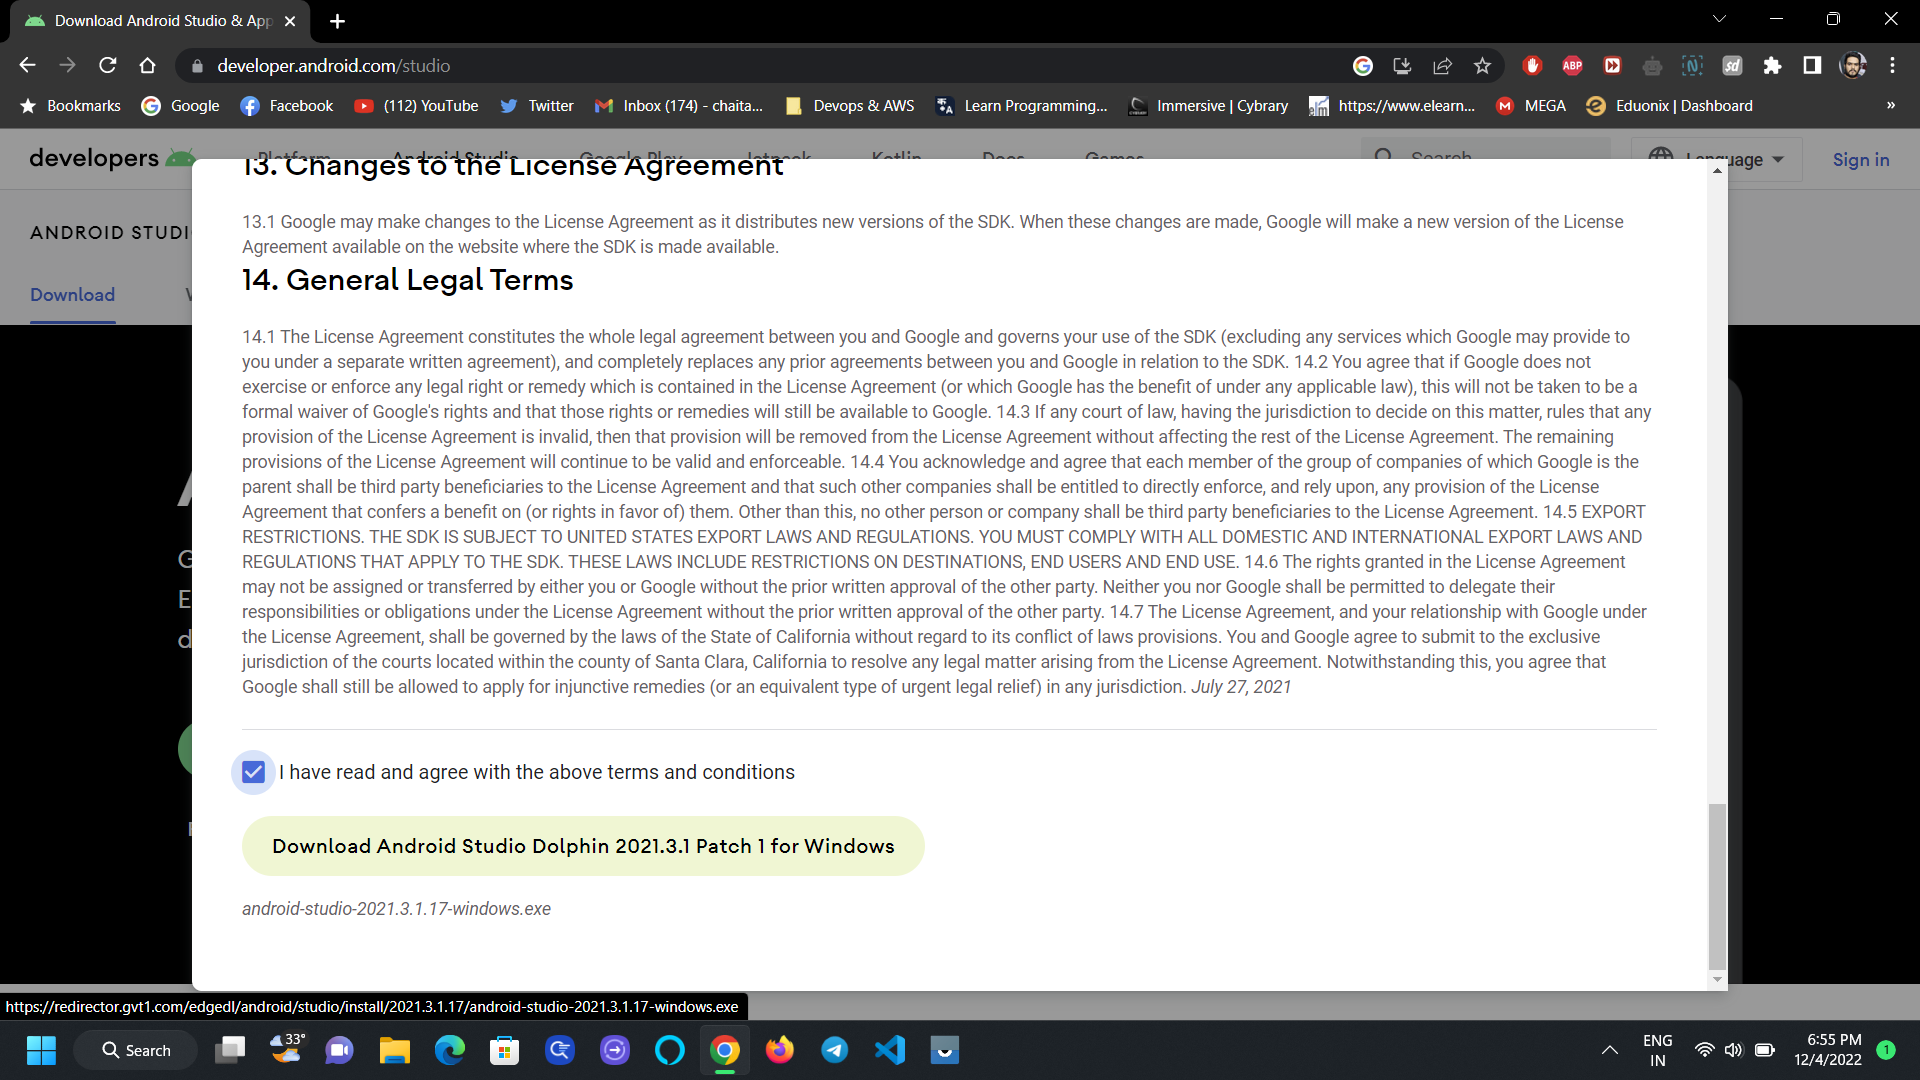 Download Android Studio & App
developer.android.com/studio
Bookmarks Google Facebook (112) YouTube Twitter Inbox (174) - chaita... Devops & AWS Learn Programming... Immersive | Cybrary https://www.elearn... MEGA Eduonix | Dashboard »
developers Platform Android Studio Google Play Jetpack Kotlin Docs Games Search Language Sign in
ANDROID STUDI
Download
13. Changes to the License Agreement
13.1 Google may make changes to the License Agreement as it distributes new versions of the SDK. When these changes are made, Google will make a new version of the License
Agreement available on the website where the SDK is made available.
14. General Legal Terms
14.1 The License Agreement constitutes the whole legal agreement between you and Google and governs your use of the SDK (excluding any services which Google may provide to
you under a separate written agreement), and completely replaces any prior agreements between you and Google in relation to the SDK. 14.2 You agree that if Google does not
exercise or enforce any legal right or remedy which is contained in the License Agreement (or which Google has the benefit of under any applicable law), this will not be taken to be a
formal waiver of Google's rights and that those rights or remedies will still be available to Google. 14.3 If any court of law, having the jurisdiction to decide on this matter, rules that any
provision of the License Agreement is invalid, then that provision will be removed from the License Agreement without affecting the rest of the License Agreement. The remaining
provisions of the License Agreement will continue to be valid and enforceable. 14.4 You acknowledge and agree that each member of the group of companies of which Google is the
parent shall be third party beneficiaries to the License Agreement and that such other companies shall be entitled to directly enforce, and rely upon, any provision of the License
Agreement that confers a benefit on (or rights in favor of) them. Other than this, no other person or company shall be third party beneficiaries to the License Agreement. 14.5 EXPORT
RESTRICTIONS. THE SDK IS SUBJECT TO UNITED STATES EXPORT LAWS AND REGULATIONS. YOU MUST COMPLY WITH ALL DOMESTIC AND INTERNATIONAL EXPORT LAWS AND
REGULATIONS THAT APPLY TO THE SDK. THESE LAWS INCLUDE RESTRICTIONS ON DESTINATIONS, END USERS AND END USE. 14.6 The rights granted in the License Agreement
may not be assigned or transferred by either you or Google without the prior written approval of the other party. Neither you nor Google shall be permitted to delegate their
responsibilities or obligations under the License Agreement without the prior written approval of the other party. 14.7 The License Agreement, and your relationship with Google under
the License Agreement, shall be governed by the laws of the State of California without regard to its conflict of laws provisions. You and Google agree to submit to the exclusive
jurisdiction of the courts located within the county of Santa Clara, California to resolve any legal matter arising from the License Agreement. Notwithstanding this, you agree that
Google shall still be allowed to apply for injunctive remedies (or an equivalent type of urgent legal relief) in any jurisdiction. July 27, 2021
I have read and agree with the above terms and conditions
Download Android Studio Dolphin 2021.3.1 Patch 1 for Windows
android-studio-2021.3.1.17-windows.exe
https://redirector.gvt1.com/edgedl/android/studio/install/2021.3.1.17/android-studio-2021.3.1.17-windows.exe
Search 33° ENG 6:55 PM
IN 12/4/2022 1